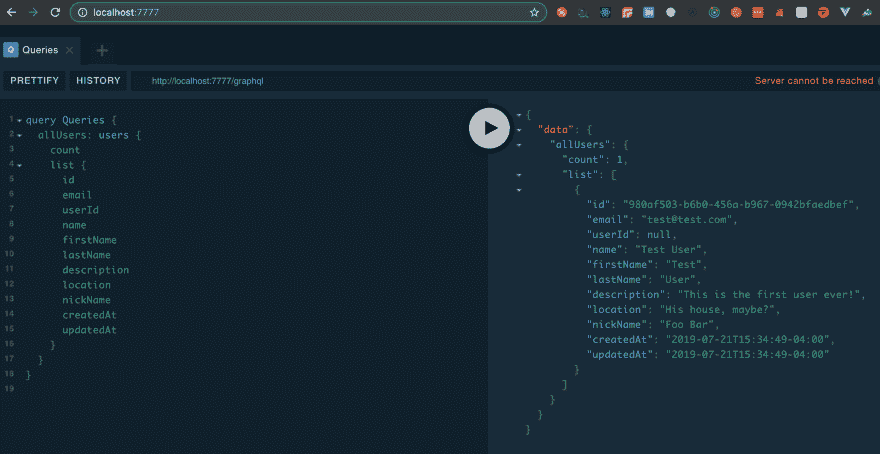 localhost:7777
Queries
PRETTIFY HISTORY http://localhost:7777/graphql Server cannot be reached
1 query Queries {
2 allUsers: users {
3 count
4 list {
5 id
6 email
7 userId
8 name
9 firstName
10 lastName
11 description
12 location
13 nickName
14 createdAt
15 updatedAt
16 }
17 }
18 }
19
{
"data": {
"allUsers": {
"count": 1,
"list": [
{
"id": "980af503-b6b0-456a-b967-0942bfaedbef",
"email": "test@test.com",
"userId": null,
"name": "Test User",
"firstName": "Test",
"lastName": "User",
"description": "This is the first user ever!",
"location": "His house, maybe?",
"nickName": "Foo Bar",
"createdAt": "2019-07-21T15:34:49-04:00",
"updatedAt": "2019-07-21T15:34:49-04:00"
}
]
}
}
}